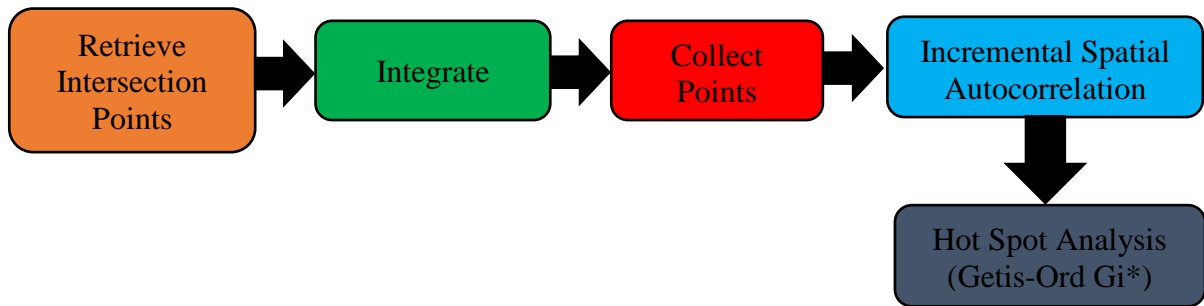 Retrieve
Intersection
Points
Integrate
Collect
Points
Incremental Spatial
Autocorrelation
Hot Spot Analysis
(Getis-Ord Gi*)